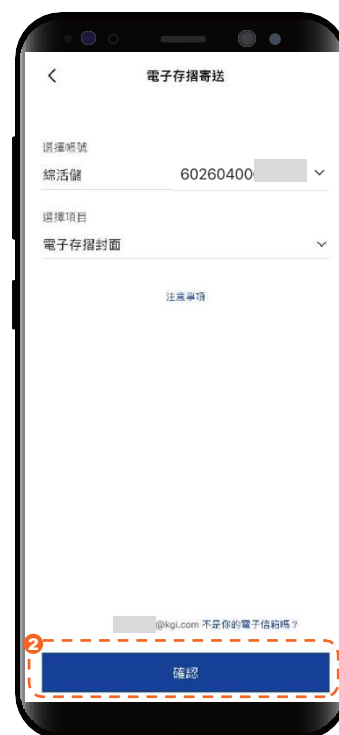 電子存摺寄送
選擇帳號
綜活儲 60260400
選擇項目
電子存摺封面
注意事項
@kgi.com 不是你的電子信箱嗎？
2
確認